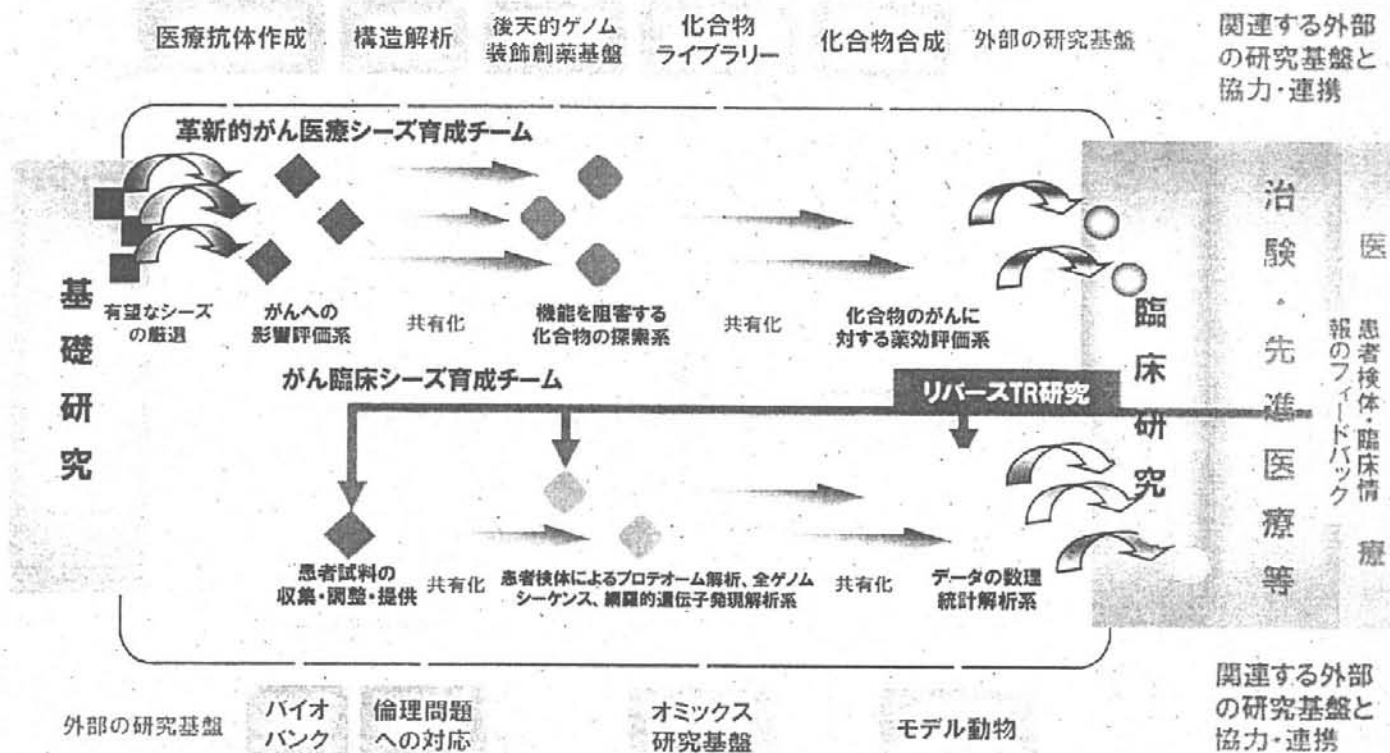 医療抗体作成
構造解析
後天的ゲノム
装飾創薬基盤
化合物
ライブラリー
化合物合成
外部の研究基盤
関連する外部
の研究基盤と
協力・連携
革新的がん医療シーズ育成チーム
基礎研究
有望なシーズ
の厳選
がんへの
影響評価系
共有化
機能を阻害する
化合物の探索系
共有化
化合物のがんに
対する薬効評価系
臨床研究
治験・先進医療等
医療
患者検体・臨床情
報のフィードバック
がん臨床シーズ育成チーム
リバースTR研究
患者試料の
収集・調整・提供
共有化
患者検体によるプロテオーム解析、全ゲノム
シーケンス、網羅的遺伝子発現解析系
共有化
データの数理
統計解析系
外部の研究基盤
バイオ
バンク
倫理問題
への対応
オミックス
研究基盤
モデル動物
関連する外部
の研究基盤と
協力・連携